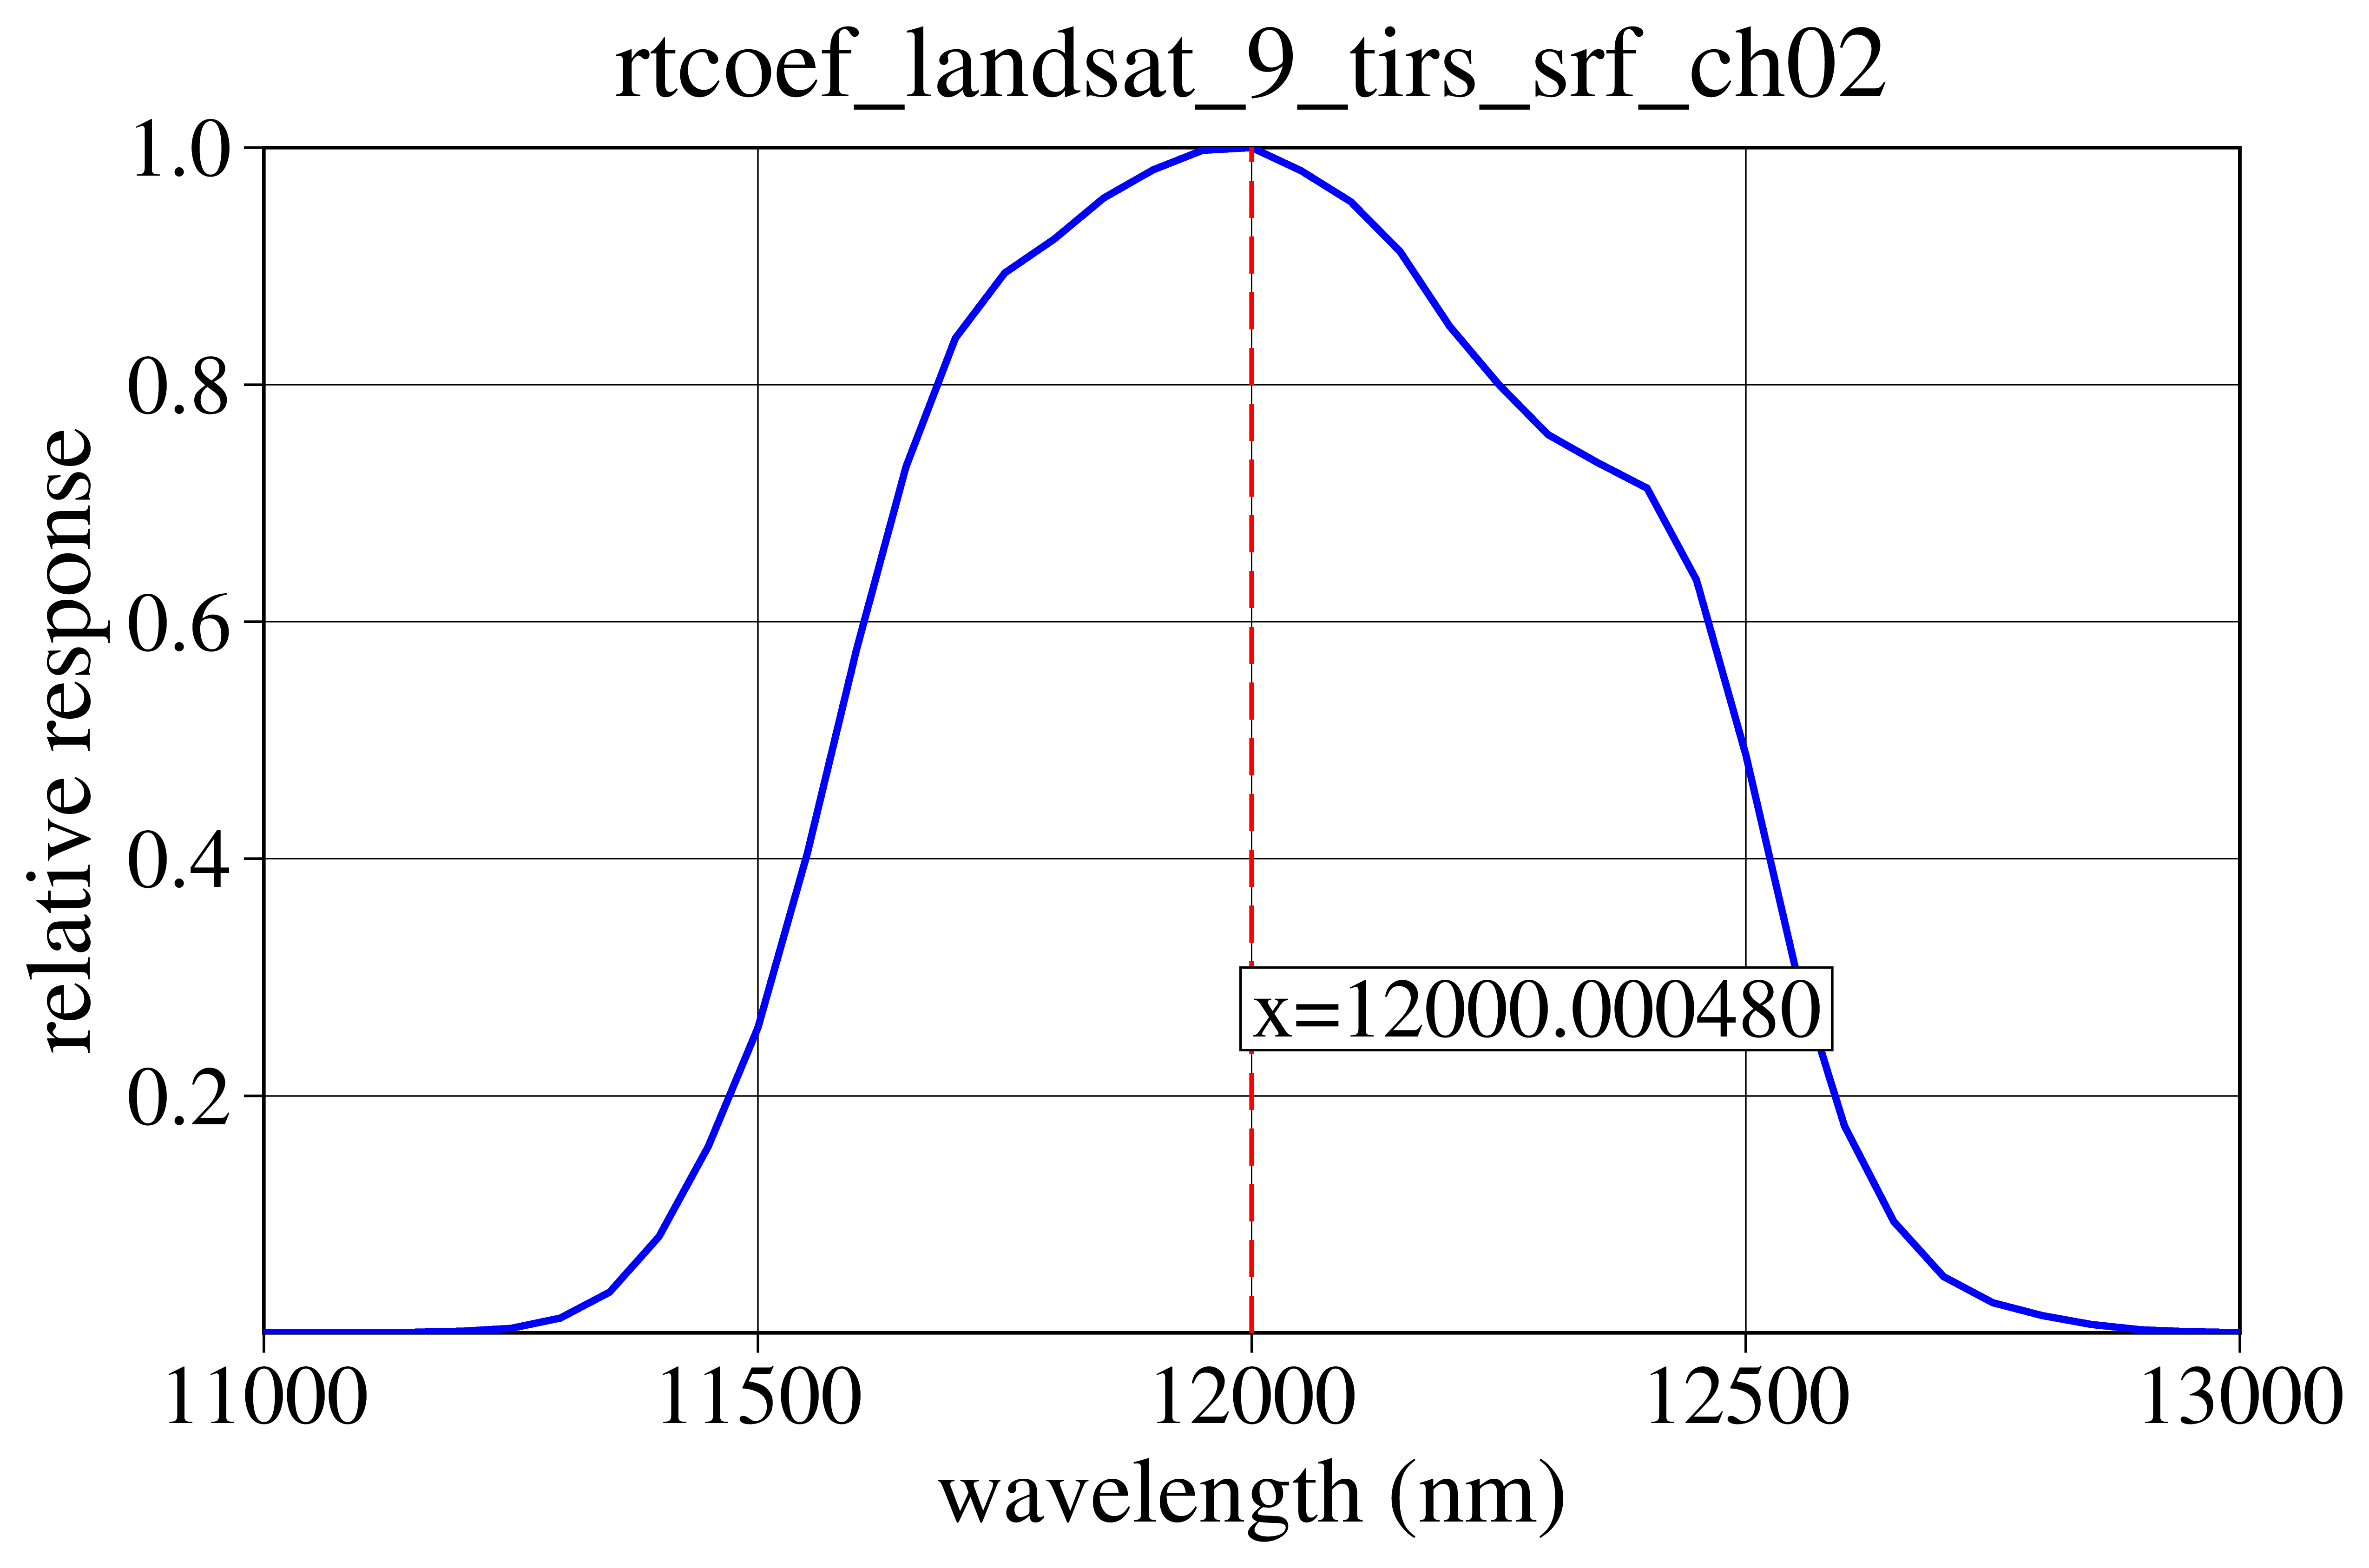 rtcoef_landsat_9_tirs_srf_ch02
1.0
0.8
0.6
0.4
0.2
relative response
x=12000.000480
11000 11500 12000 12500 13000
wavelength (nm)